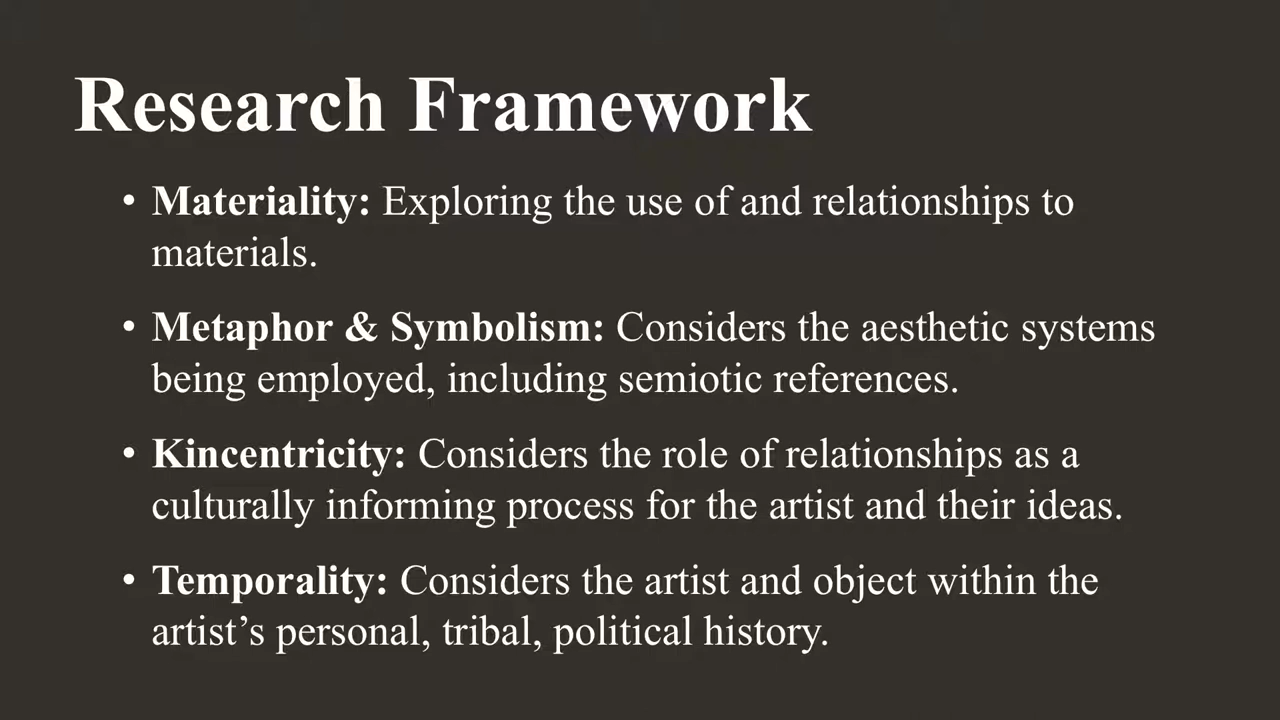 Research Framework
• Materiality: Exploring the use of and relationships to
materials.
• Metaphor & Symbolism: Considers the aesthetic systems
being employed, including semiotic references.
• Kincentricity: Considers the role of relationships as a
culturally informing process for the artist and their ideas.
• Temporality: Considers the artist and object within the
artist’s personal, tribal, political history.